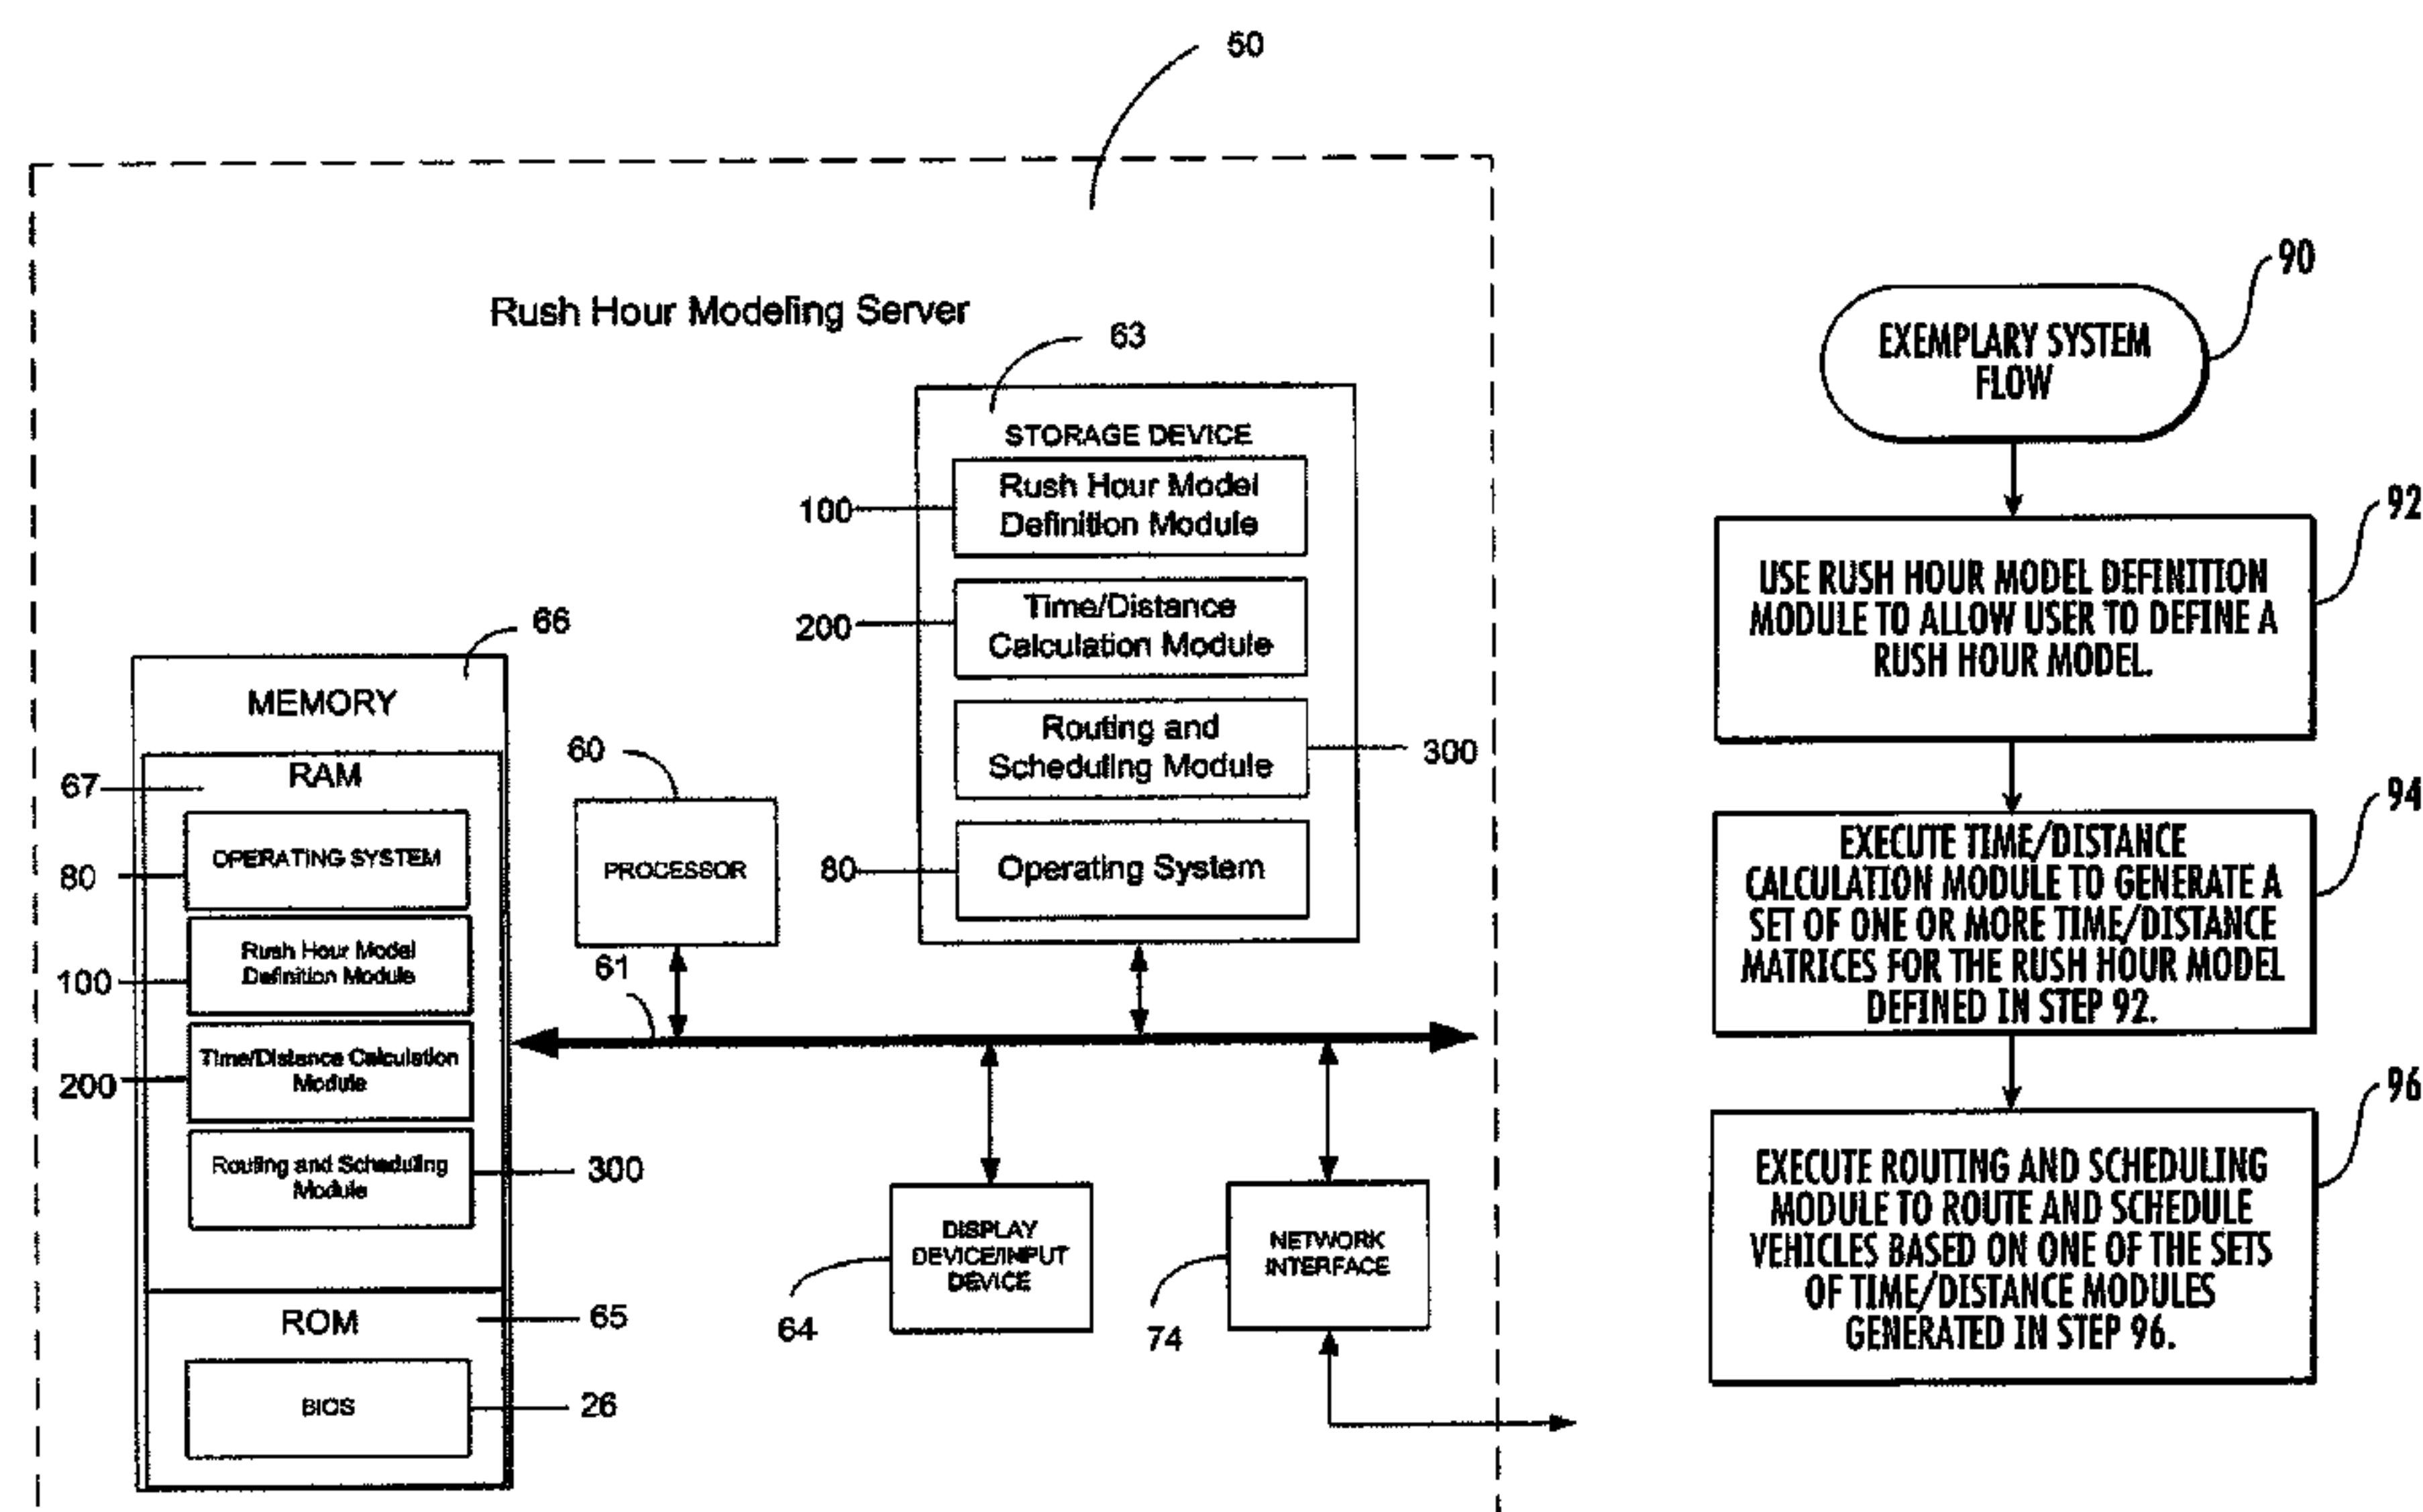 50
Rush Hour Modeling Server
63
STORAGE DEVICE
100
Rush Hour Model
Definition Module
200
Time/Distance
Calculation Module
Routing and
Scheduling Module
300
80
Operating System
66
MEMORY
67
RAM
80
OPERATING SYSTEM
100
Rush Hour Model
Definition Module
200
Time/Distance Calculation
Module
Routing and Scheduling
Module
300
ROM
65
BIOS
26
60
PROCESSOR
61
DISPLAY
DEVICE/INPUT
DEVICE
64
NETWORK
INTERFACE
74
90
EXEMPLARY SYSTEM
FLOW
92
USE RUSH HOUR MODEL DEFINITION
MODULE TO ALLOW USER TO DEFINE A
RUSH HOUR MODEL.
94
EXECUTE TIME/DISTANCE
CALCULATION MODULE TO GENERATE A
SET OF ONE OR MORE TIME/DISTANCE
MATRICES FOR THE RUSH HOUR MODEL
DEFINED IN STEP 92.
96
EXECUTE ROUTING AND SCHEDULING
MODULE TO ROUTE AND SCHEDULE
VEHICLES BASED ON ONE OF THE SETS
OF TIME/DISTANCE MODULES
GENERATED IN STEP 96.